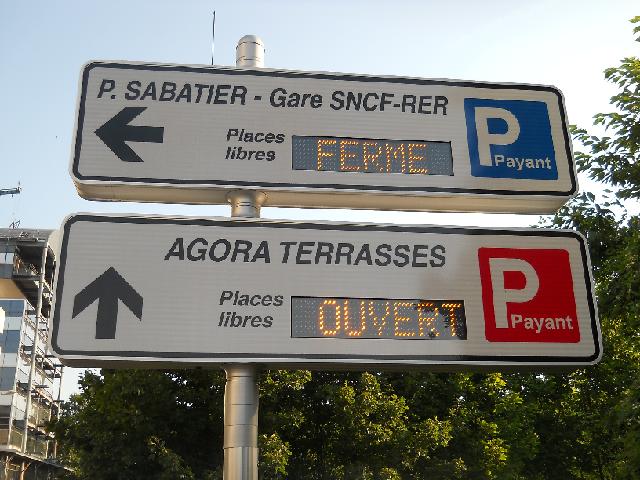 P. SABATIER - Gare SNCF-RER
Places
libres
FERME
P
Payant
AGORA TERRASSES
Places
libres
OUVERT
P
Payant